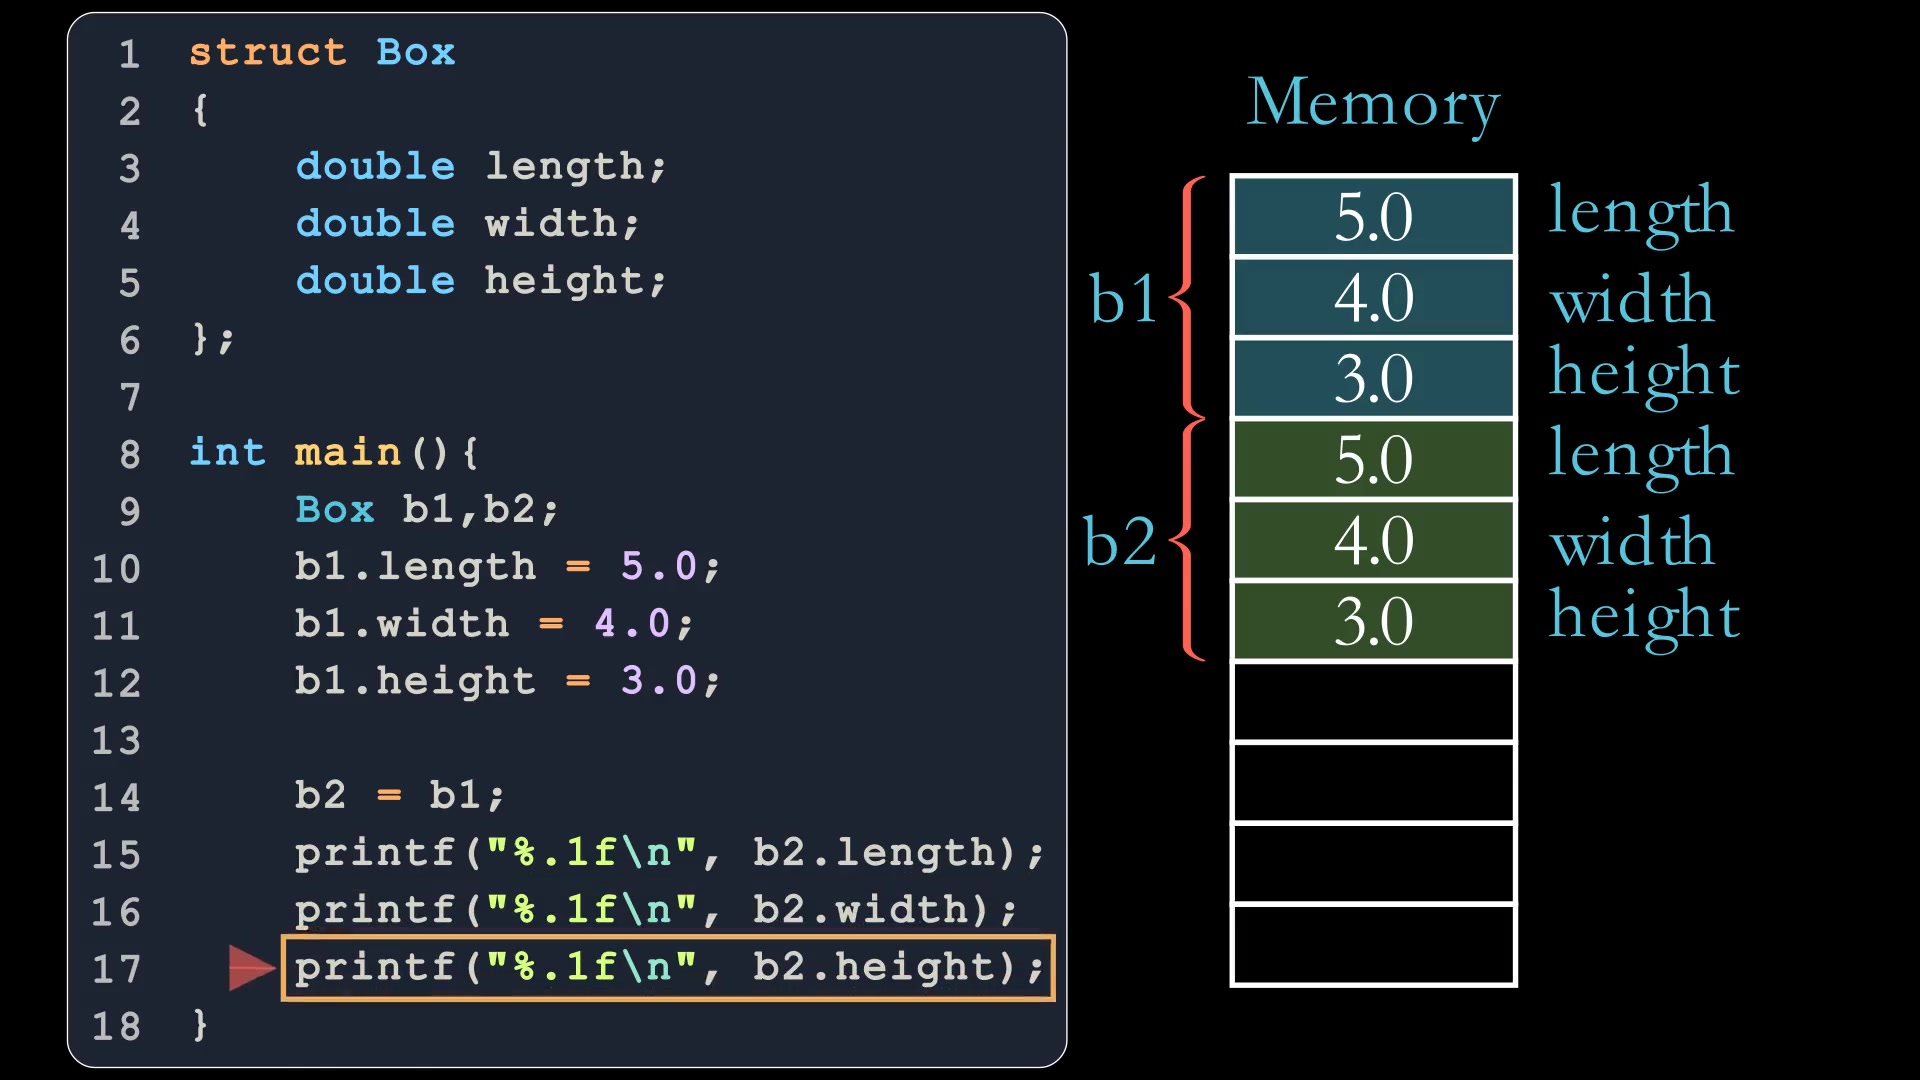 1 struct Box
2 {
3 double length;
4 double width;
5 double height;
6 };
7
8 int main(){
9 Box b1,b2;
10 b1.length = 5.0;
11 b1.width = 4.0;
12 b1.height = 3.0;
13
14 b2 = b1;
15 printf("%.1f\n", b2.length);
16 printf("%.1f\n", b2.width);
17 printf("%.1f\n", b2.height);
18 }
Memory
b1
5.0 length
4.0 width
3.0 height
b2
5.0 length
4.0 width
3.0 height